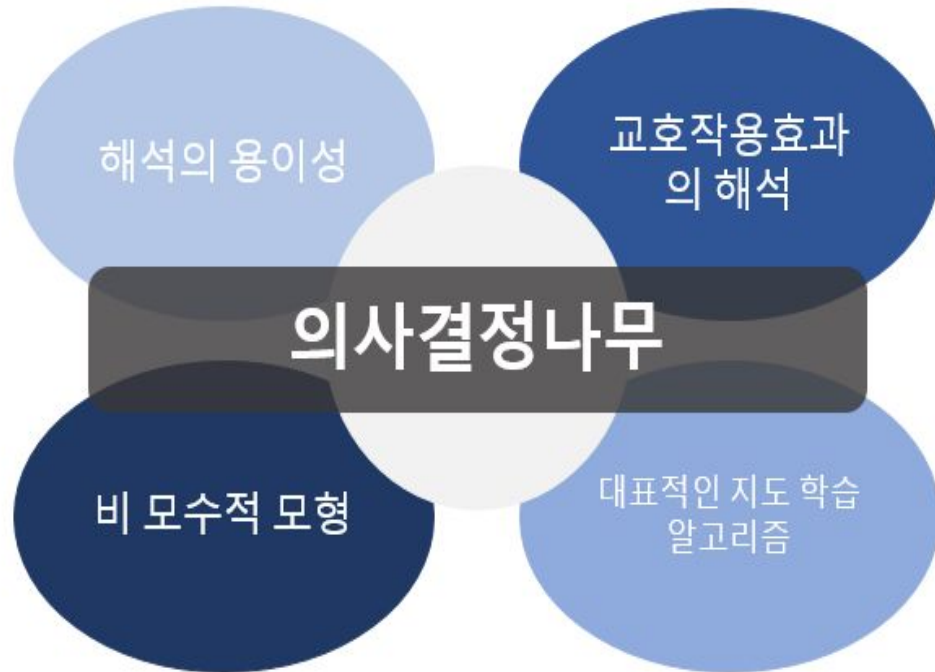 해석의 용이성
교호작용효과
의 해석
의사결정나무
비 모수적 모형
대표적인 지도 학습
알고리즘